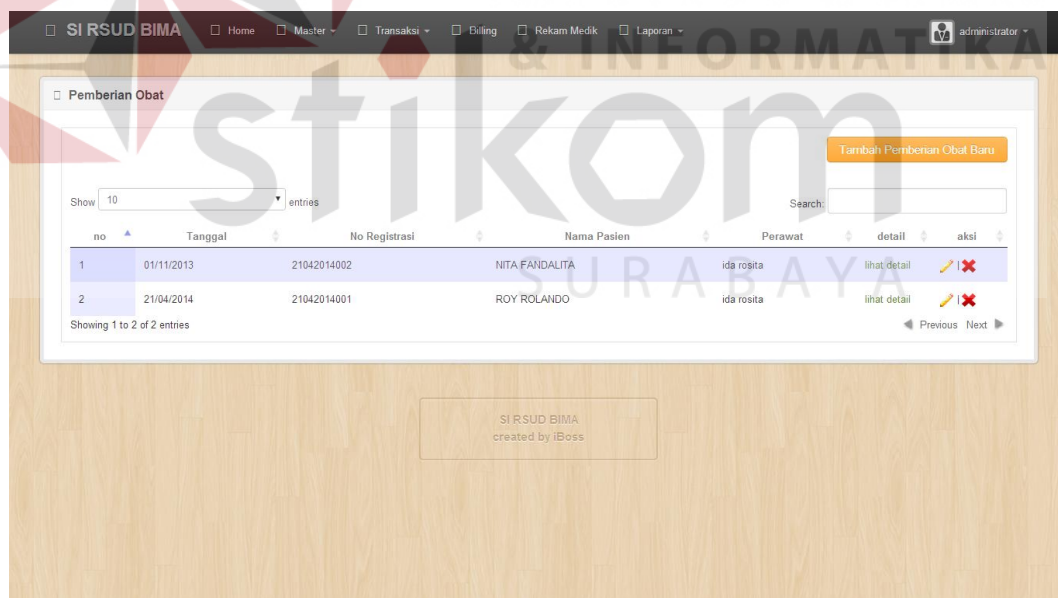 SI RSUD BIMA Home Master Transaksi Billing Rekam Medik Laporan administrator
& INFORMATIKA
Pemberian Obat
stikom
Tambah Pemberian Obat Baru
Show 10 entries Search:
no Tanggal No Registrasi Nama Pasien Perawat detail aksi
1 01/11/2013 21042014002 NITA FANDALITA ida rosita lihat detail |
SURABAYA
2 21/04/2014 21042014001 ROY ROLANDO ida rosita lihat detail |
Showing 1 to 2 of 2 entries Previous Next
SI RSUD BIMA
created by iBoss